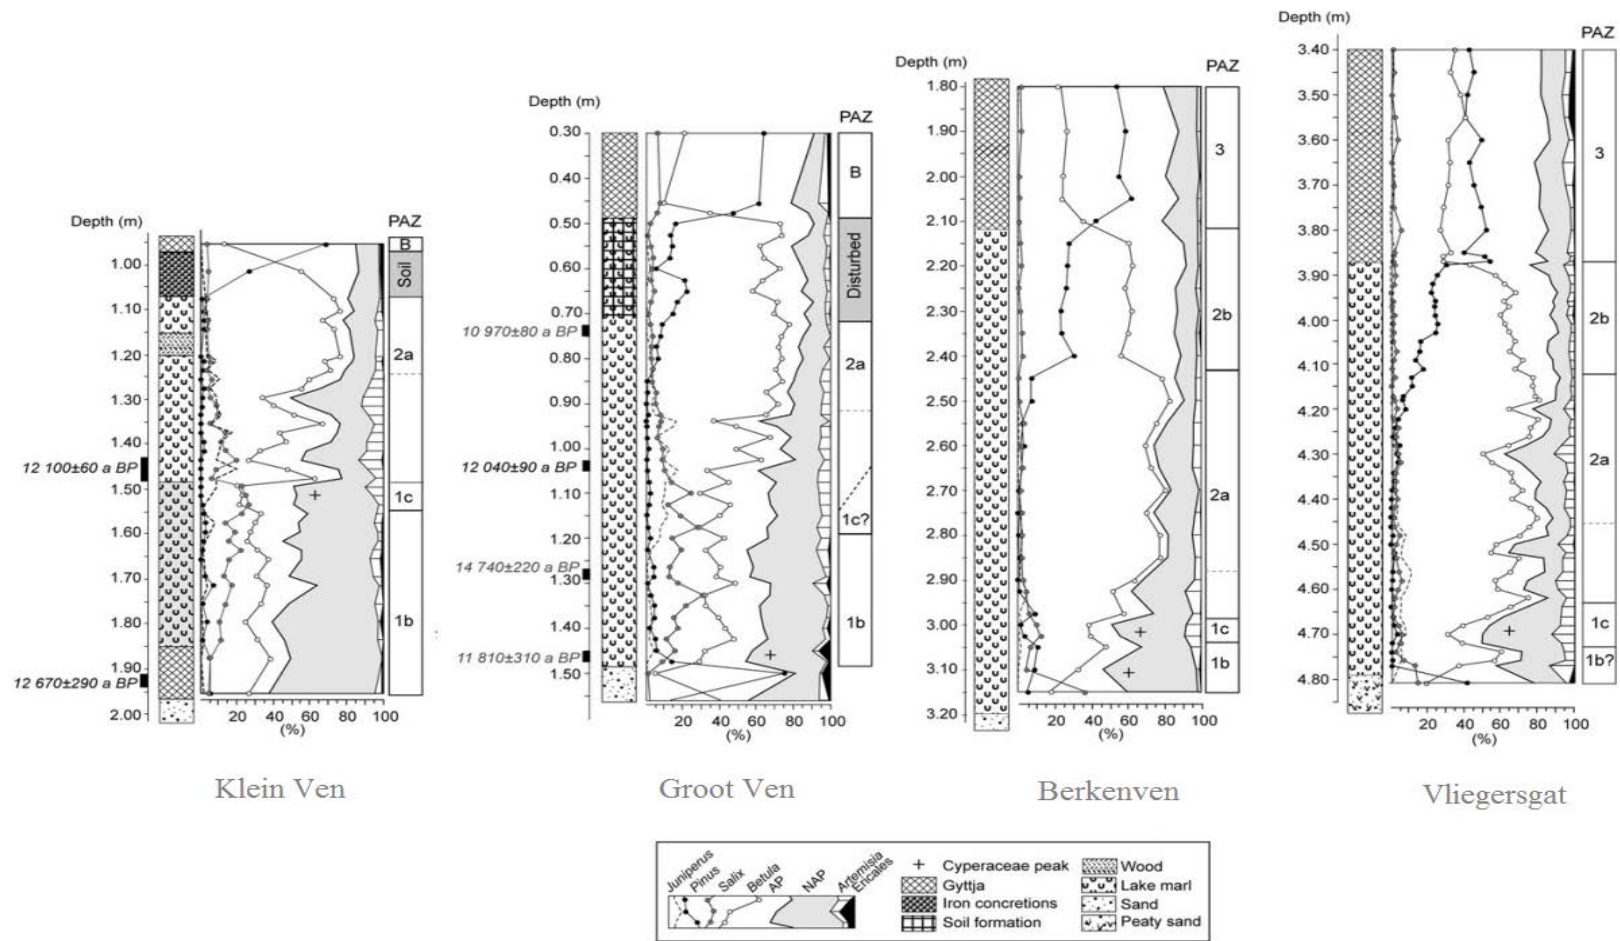 Depth (m)
PAZ
1.00
1.10
1.20
1.30
1.40
1.50
1.60
1.70
1.80
1.90
2.00
12 100±60 a BP
12 670±290 a BP
B
Soil
2a
1c
1b
20 40 60 80 100
(%)
Klein Ven
Depth (m)
PAZ
0.30
0.40
0.50
0.60
0.70
0.80
0.90
1.00
1.10
1.20
1.30
1.40
1.50
10 970±80 a BP
12 040±90 a BP
14 740±220 a BP
11 810±310 a BP
B
Disturbed
2a
1c?
1b
20 40 60 80 100
(%)
Groot Ven
Depth (m)
PAZ
1.80
1.90
2.00
2.10
2.20
2.30
2.40
2.50
2.60
2.70
2.80
2.90
3.00
3.10
3.20
3
2b
2a
1c
1b
20 40 60 80 100
(%)
Berkenven
Depth (m)
PAZ
3.40
3.50
3.60
3.70
3.80
3.90
4.00
4.10
4.20
4.30
4.40
4.50
4.60
4.70
4.80
3
2b
2a
1c
1b?
20 40 60 80 100
(%)
Vliegersgat
Juniperus
Pinus
Salix
Betula
AP
NAP
Artemisia
Ericales
+ Cyperaceae peak
Gyttja
Iron concretions
Soil formation
Wood
Lake marl
Sand
Peaty sand